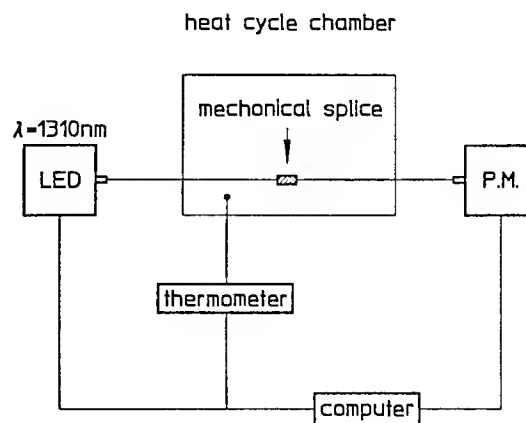 heat cycle chamber
mechonical splice
λ=1310nm
LED
P.M.
thermometer
computer